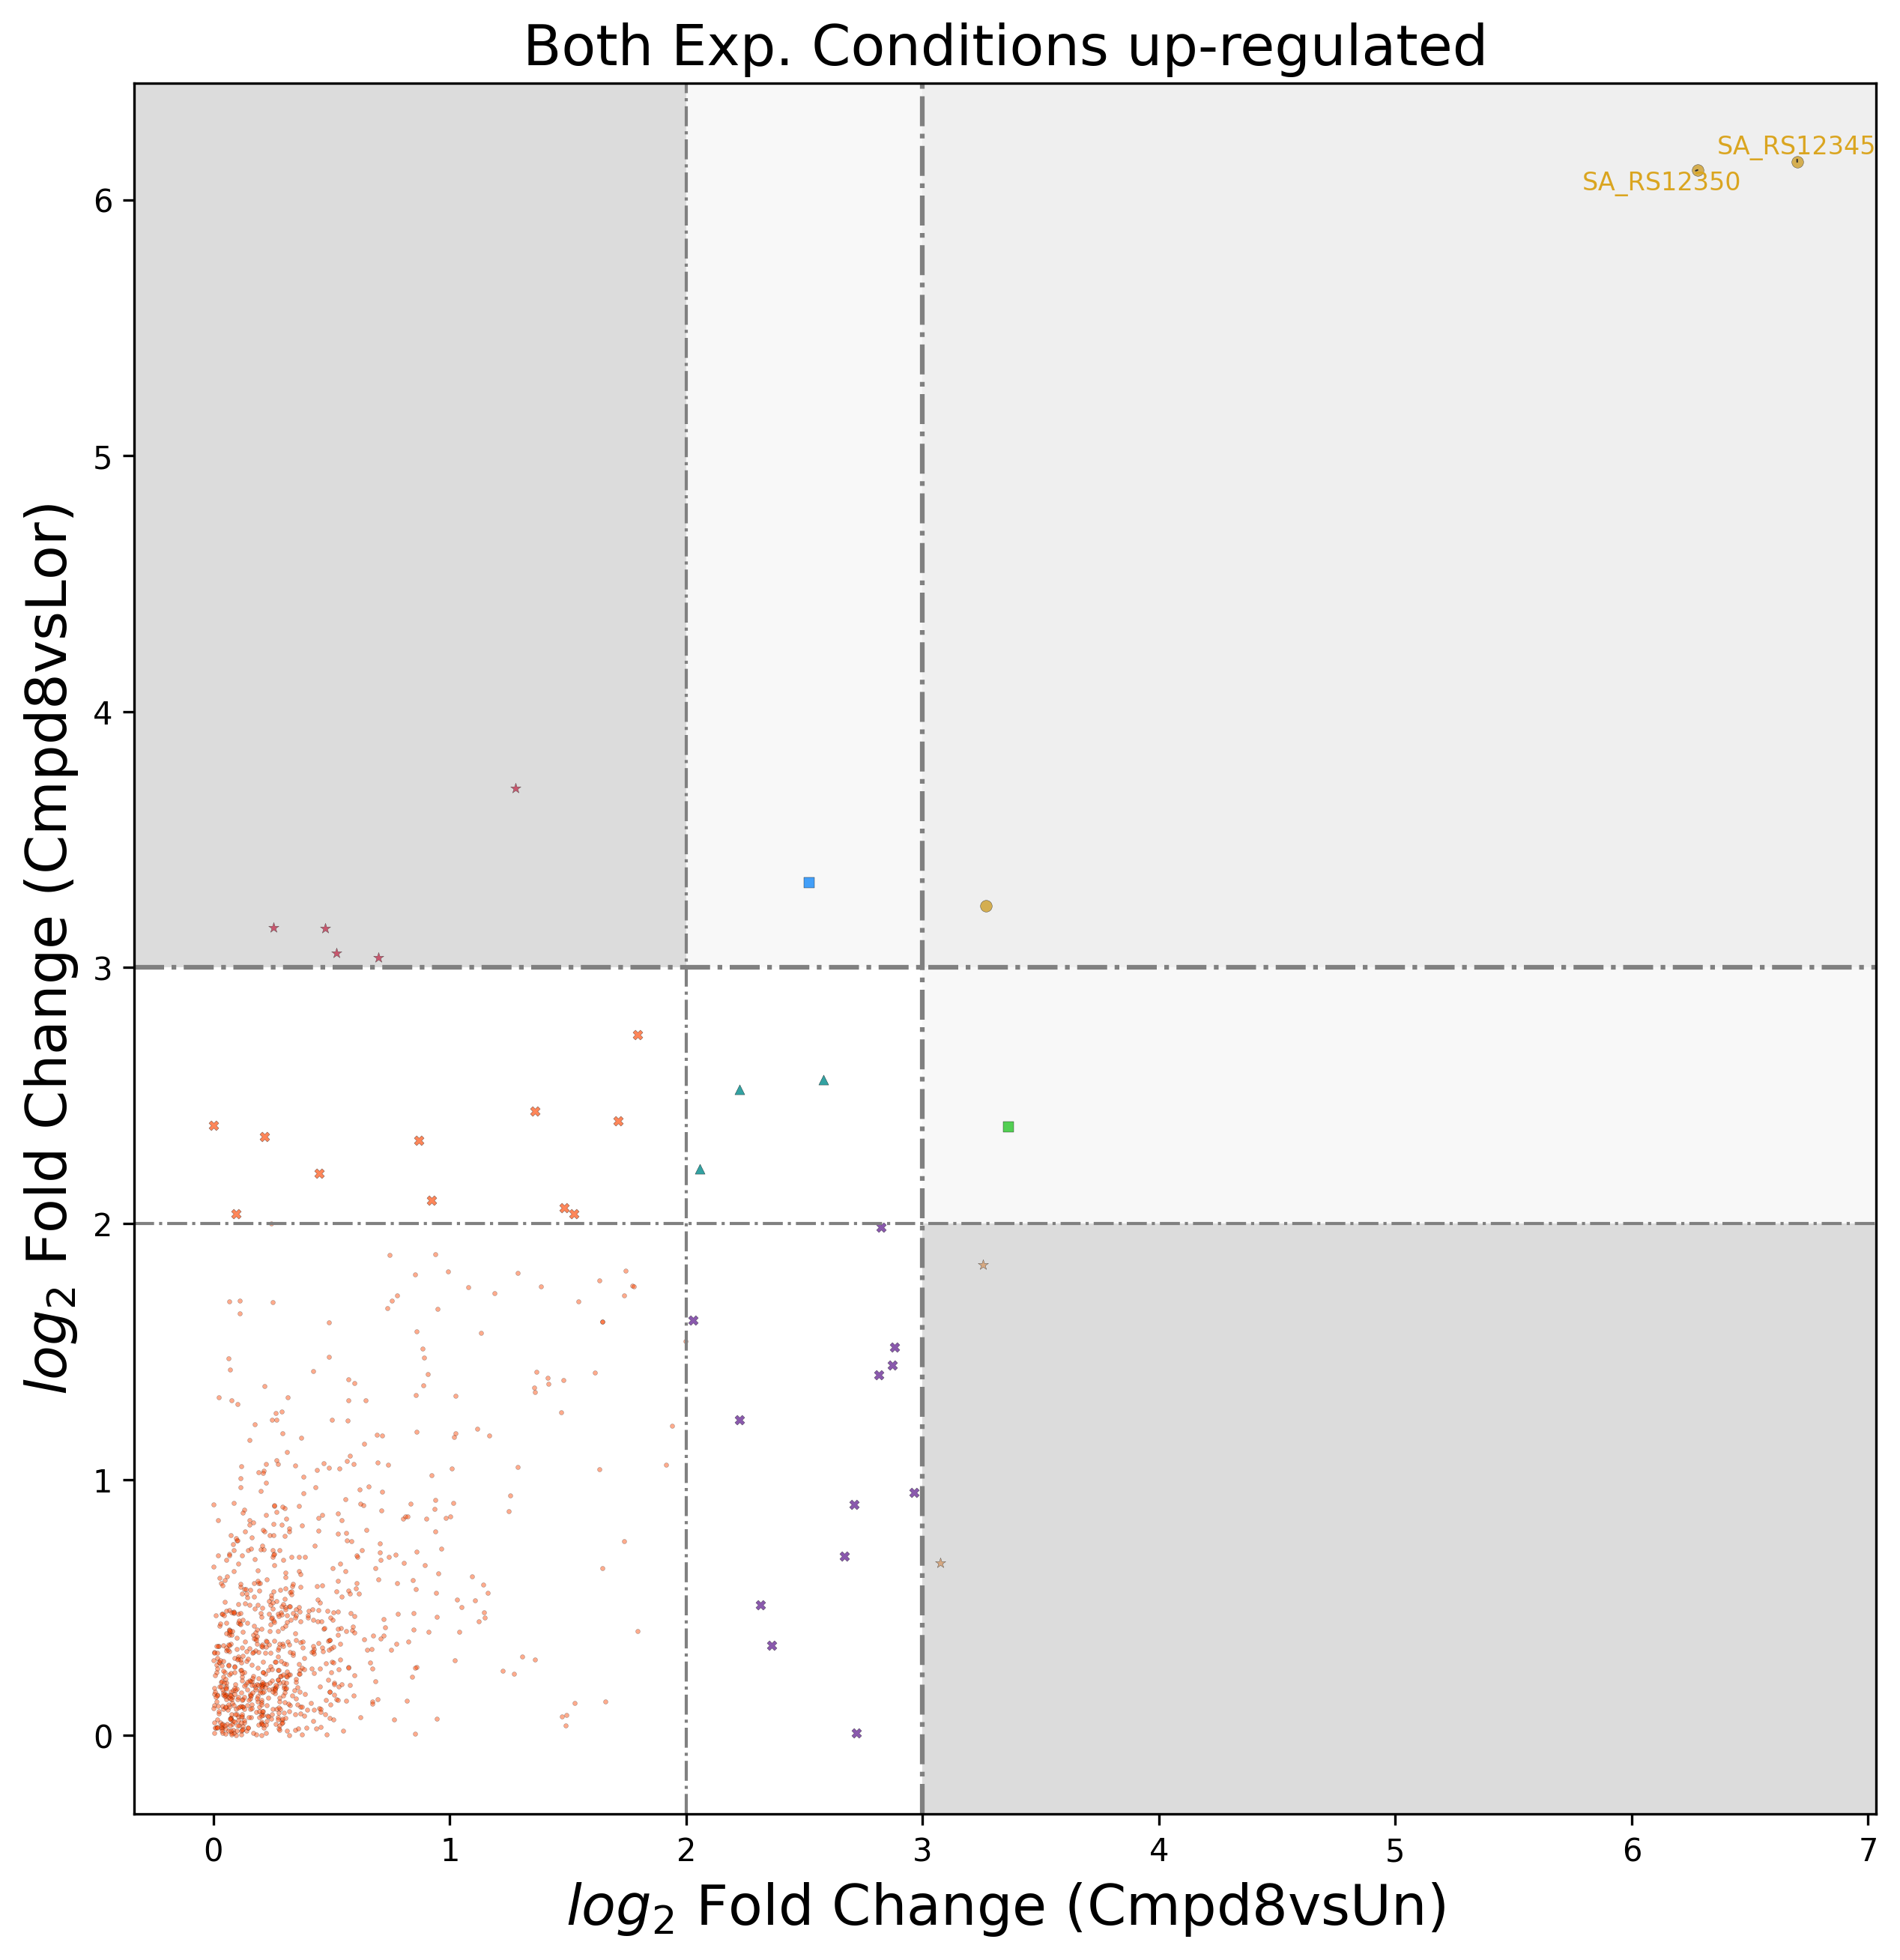 Both Exp. Conditions up-regulated
SA_RS12345
SA_RS12350
6
5
4
3
2
1
0
log2 Fold Change (Cmpd8vsLor)
0 1 2 3 4 5 6 7
log2 Fold Change (Cmpd8vsUn)